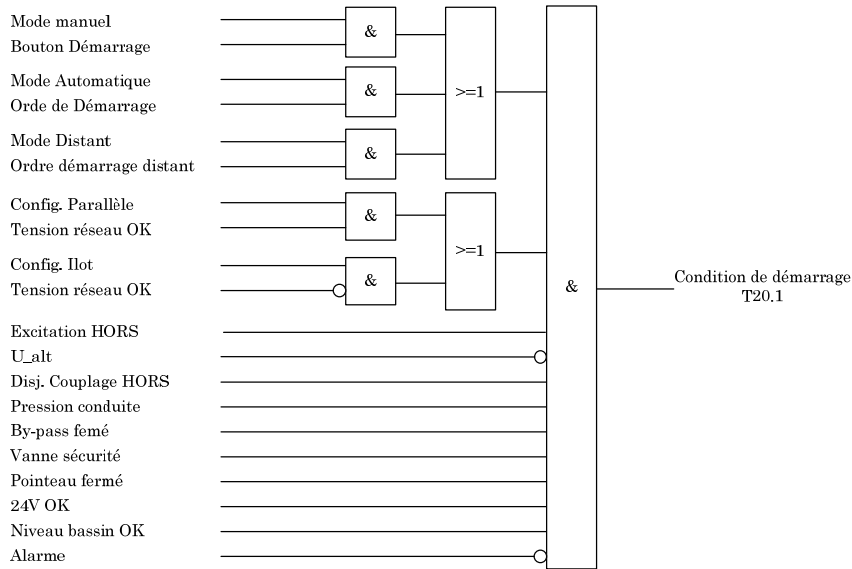 Mode manuel
Bouton Démarrage
&
Mode Automatique
Orde de Démarrage
&
>=1
Mode Distant
Ordre démarrage distant
&
Config. Parallèle
Tension réseau OK
&
>=1
Config. Ilot
Tension réseau OK
&
&
Condition de démarrage
T20.1
Excitation HORS
U_alt
Disj. Couplage HORS
Pression conduite
By-pass femé
Vanne sécurité
Pointeau fermé
24V OK
Niveau bassin OK
Alarme